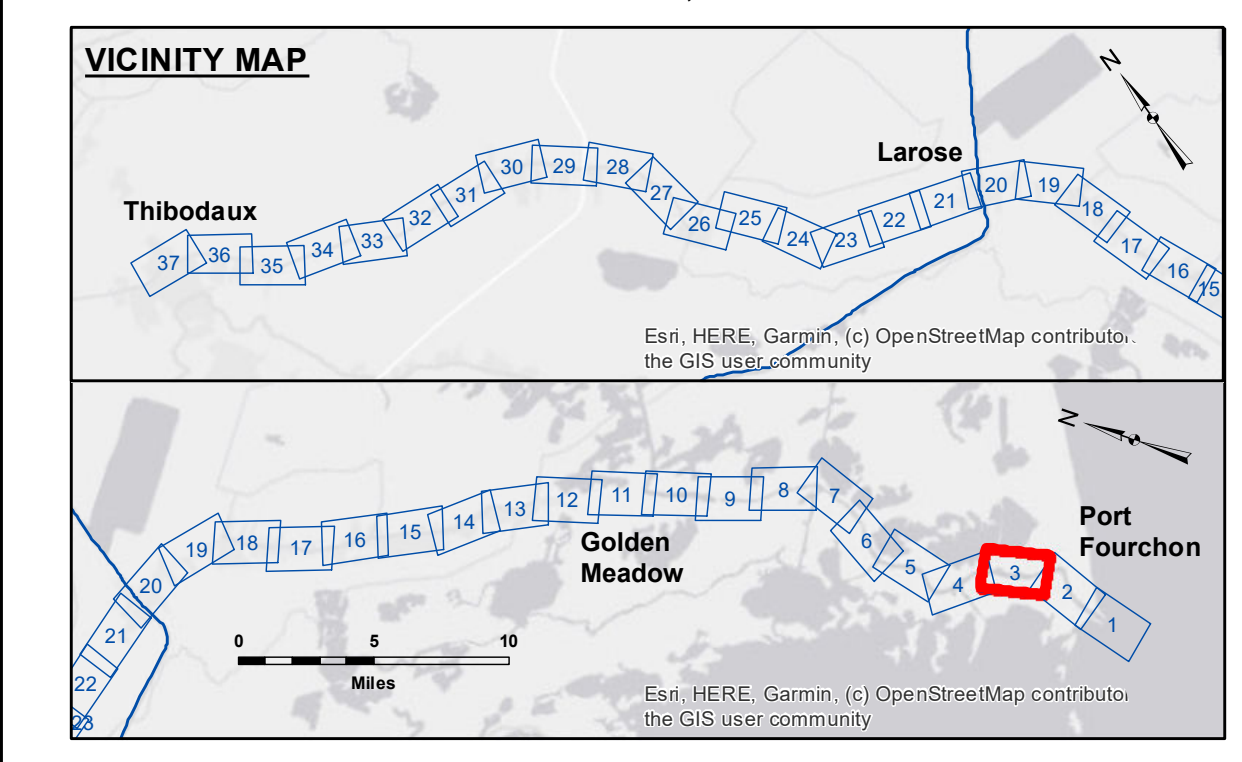 VICINITY MAP
N
Larose
Thibodaux
37 36 35 34 33 32 31 30 29 28 27 26 25 24 23 22 21 20 19 18 17 16 15
Esri, HERE, Garmin, (c) OpenStreetMap
the GIS user community
N
Port
Fourchon
Golden
Meadow
23 22 21 20 19 18 17 16 15 14 13 12 11 10 9 8 7 6 5 4 3 2 1
0 5 10
Miles
Esri, HERE, Garmin, (c) OpenStreetMap
the GIS user community